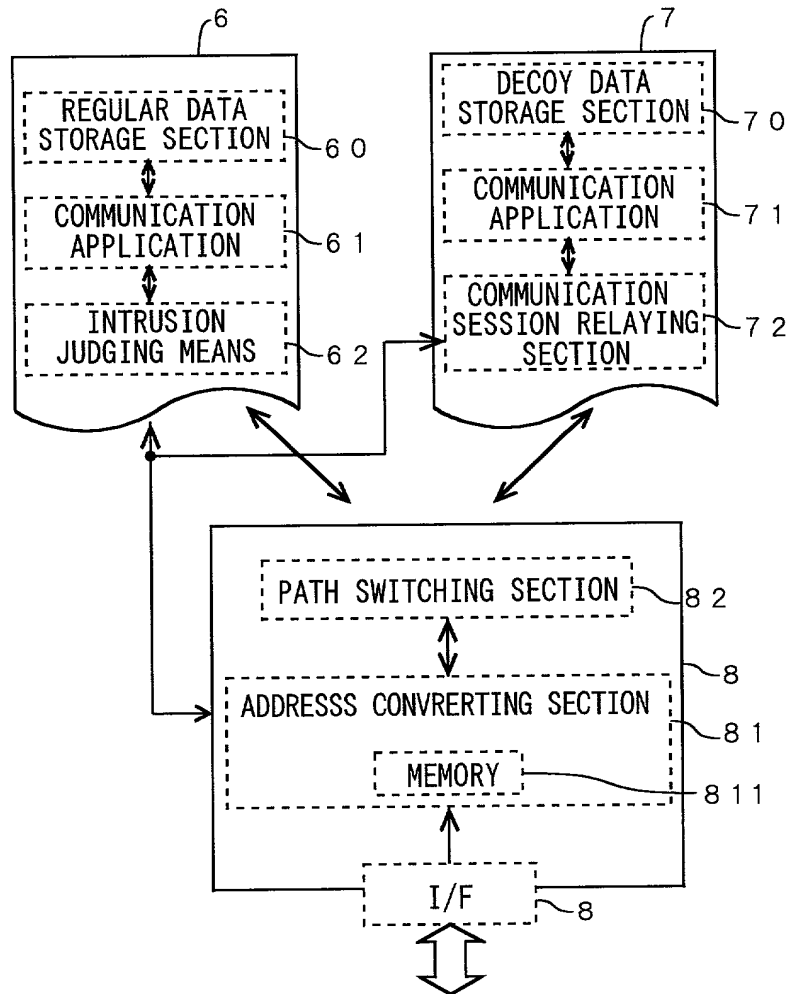 6
REGULAR DATA
STORAGE SECTION
60
COMMUNICATION
APPLICATION
61
INTRUSION
JUDGING MEANS
62
7
DECOY DATA
STORAGE SECTION
70
COMMUNICATION
APPLICATION
71
COMMUNICATION
SESSION RELAYING
SECTION
72
PATH SWITCHING SECTION
82
8
ADDRESSS CONVRERTING SECTION
81
MEMORY
811
I/F
8